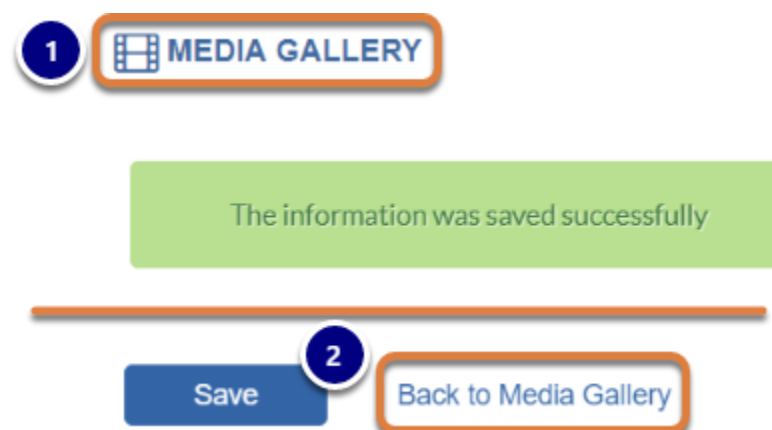 1 MEDIA GALLERY
The information was saved successfully
2
Save Back to Media Gallery